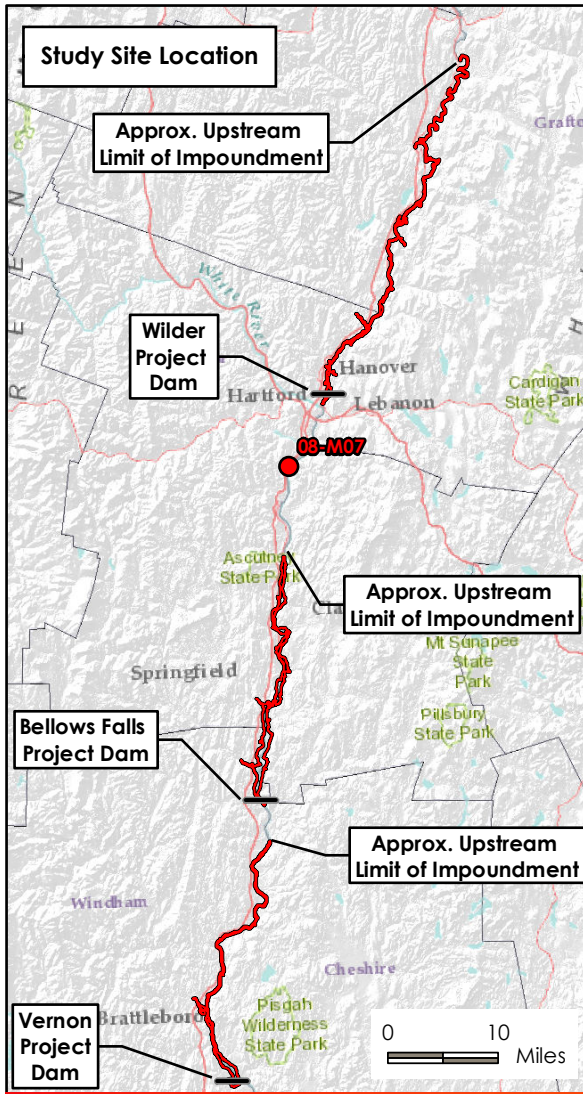 Study Site Location
Approx. Upstream
Limit of Impoundment
Grafto
White River
Wilder
Project
Dam
Hanover
Hartford
Lebanon
Cardigan
State Park
08-M07
Ascutney
State Park
Approx. Upstream
Limit of Impoundment
Cla
Mt Sunapee
State
Park
Springfield
Pillsbury
State Park
Bellows Falls
Project Dam
Approx. Upstream
Limit of Impoundment
Windham
Cheshire
Vernon
Project
Dam
Brattleboro
Pisgah
Wilderness
State Park
0 10
Miles